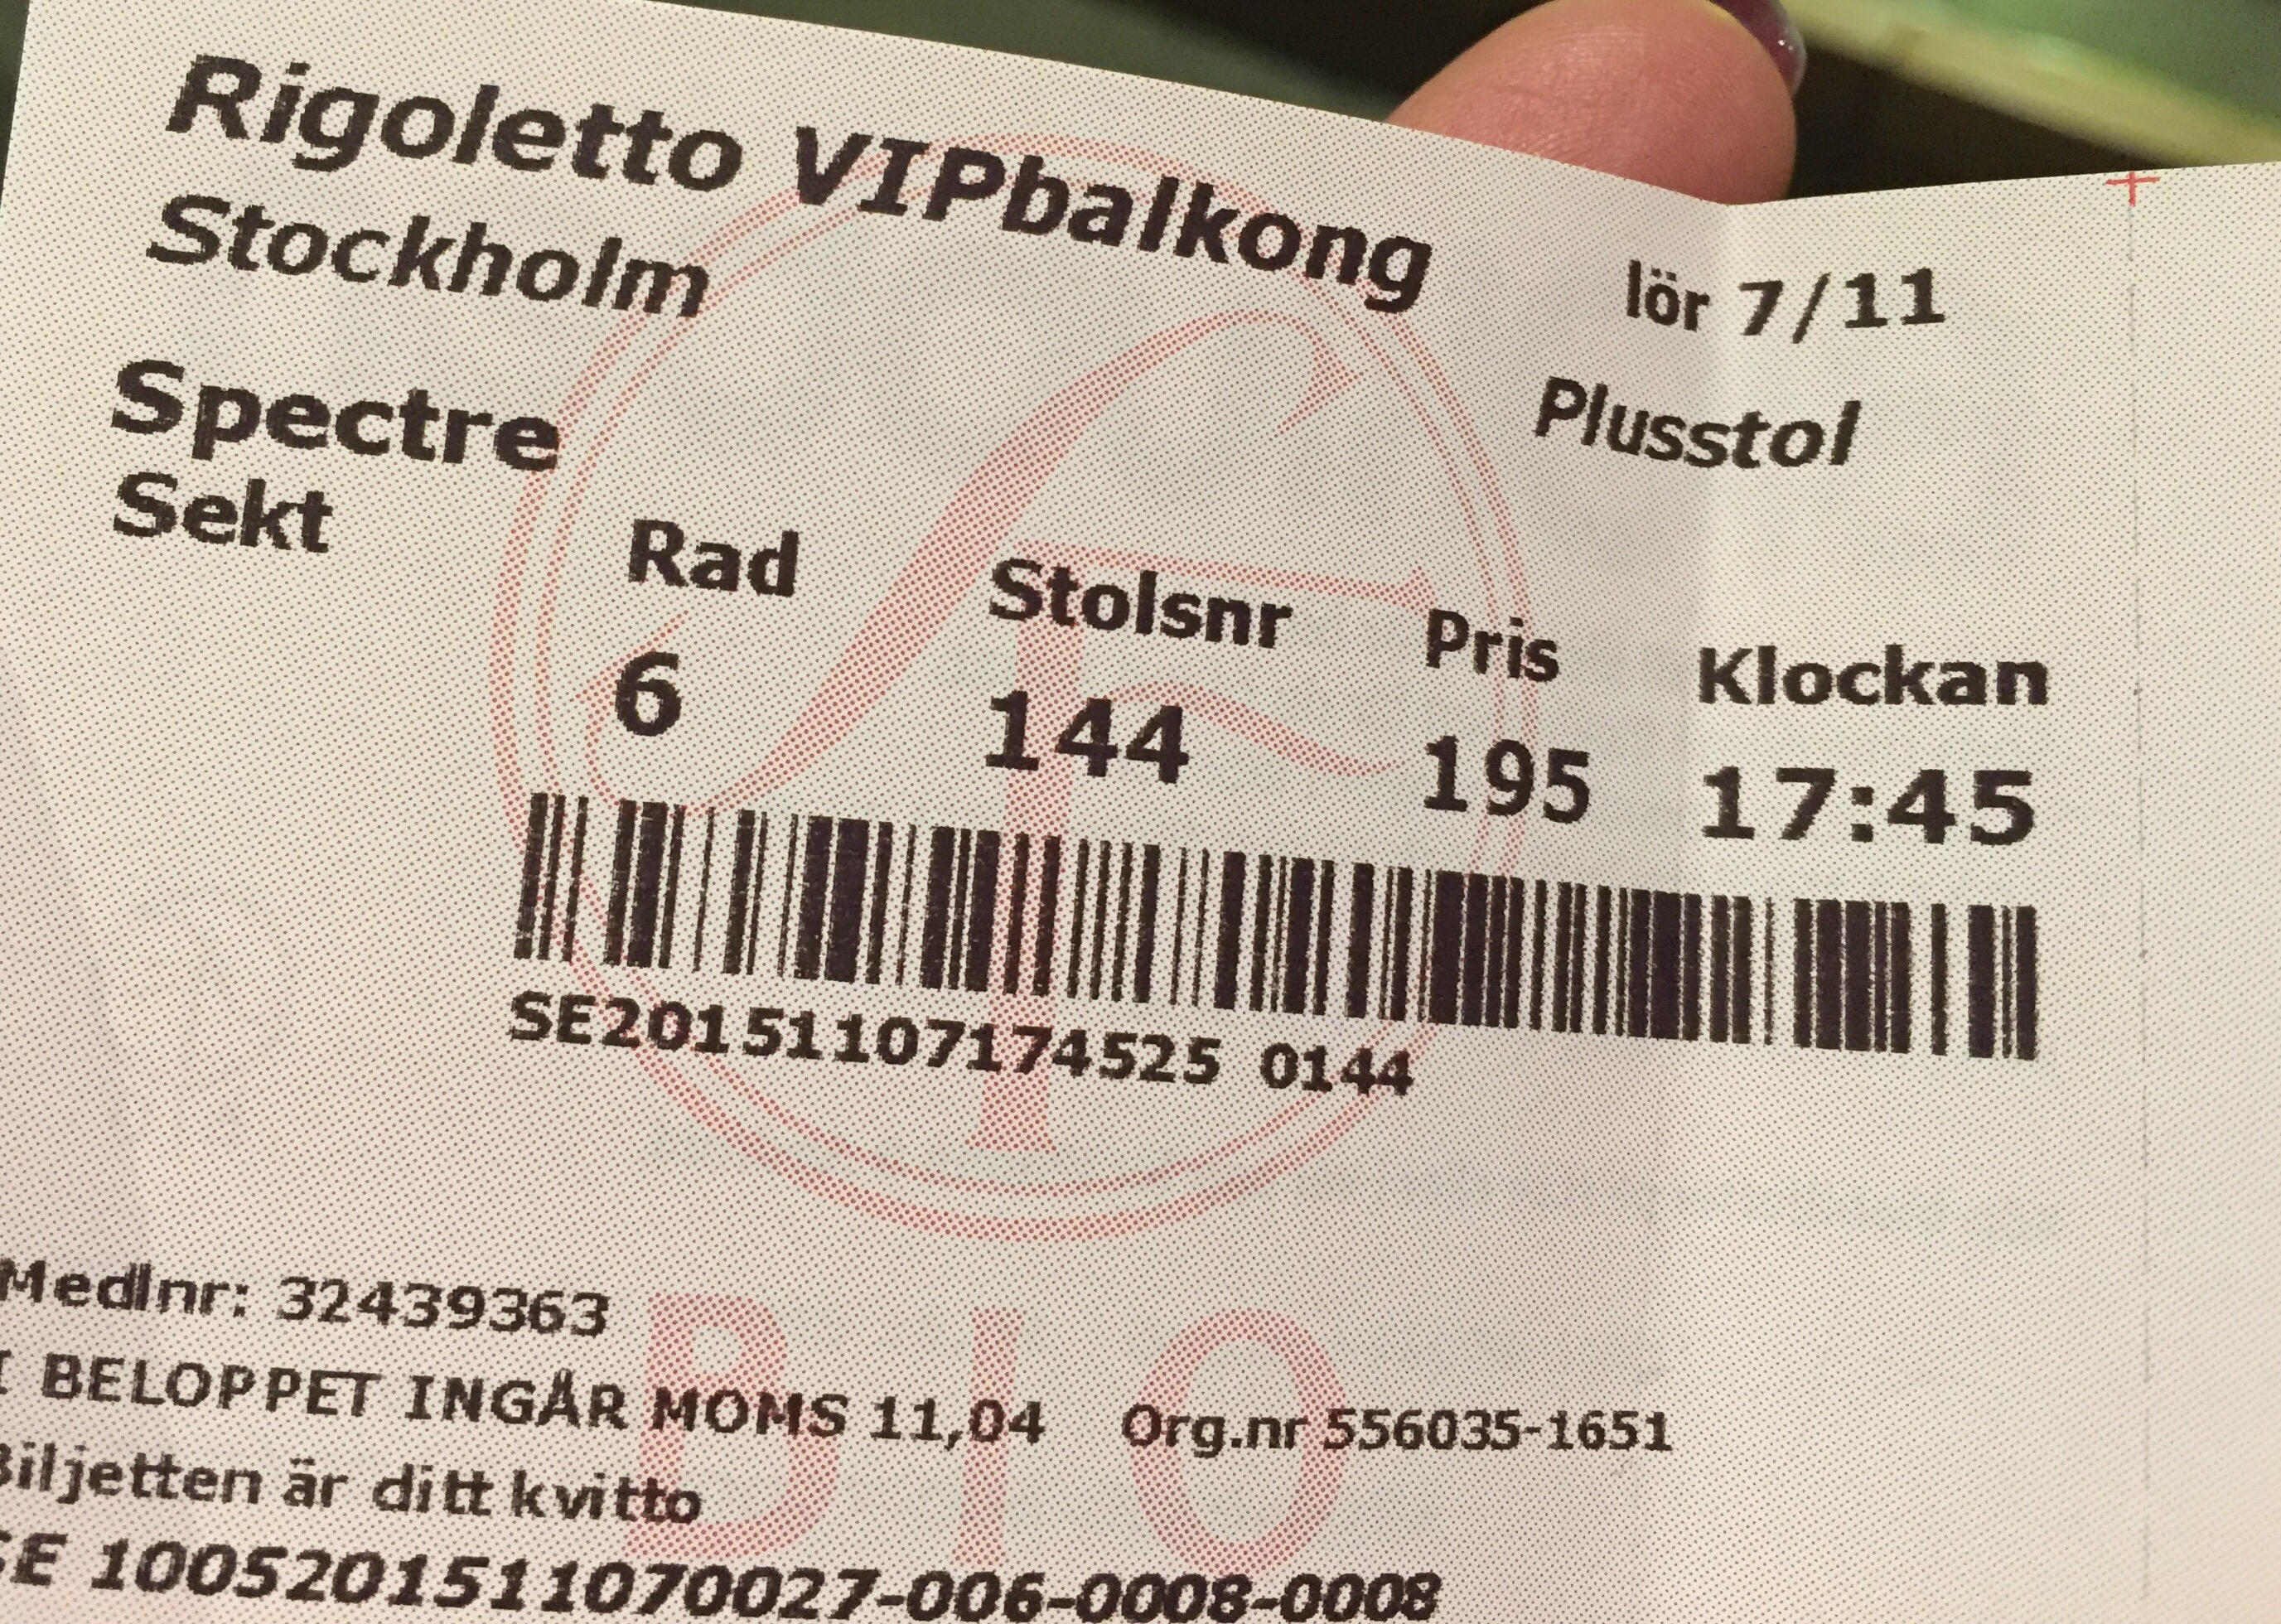 Rigoletto VIPbalkong lör 7/11
Stockholm
Spectre Plusstol
Sekt Rad Stolsnr Pris Klockan
6 144 195 17:45
SE20151107174525 0144
Medlnr: 32439363
I BELOPPET INGÅR MOMS 11,04 Org.nr 556035-1651
Biljetten är ditt kvitto
SE 1005201511070027-006-0008-0008
BIO